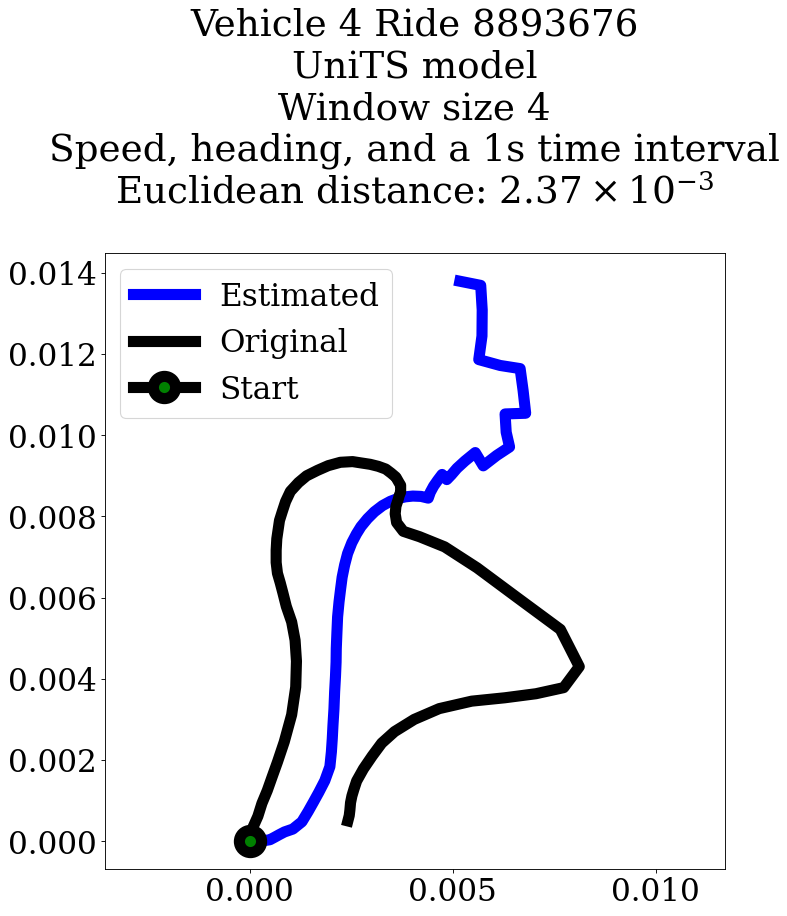 Vehicle 4 Ride 8893676
UniTS model
Window size 4
Speed, heading, and a 1s time interval
Euclidean distance: 2.37 × 10⁻³
0.014
Estimated
0.012
Original
Start
0.010
0.008
0.006
0.004
0.002
0.000
0.000 0.005 0.010